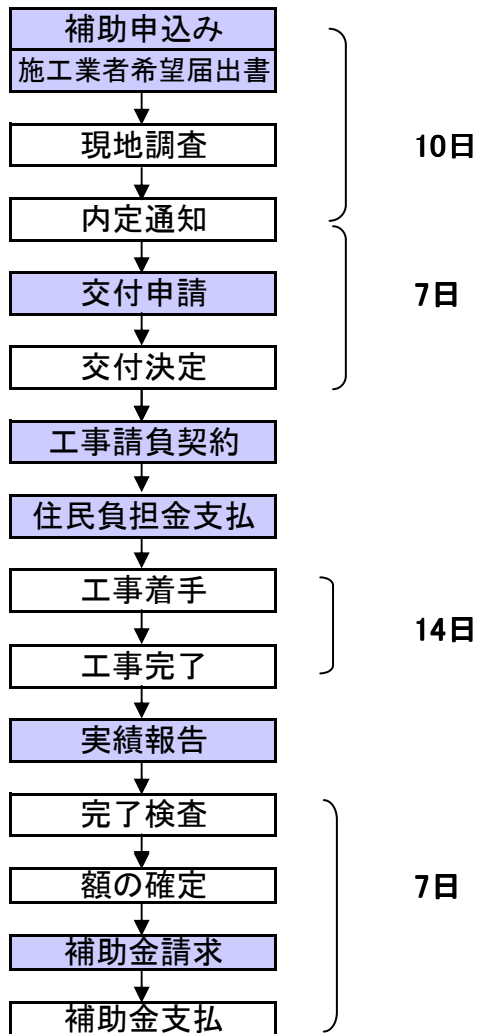 補助申込み
施工業者希望届出書
現地調査
10日
内定通知
交付申請
7日
交付決定
工事請負契約
住民負担金支払
工事着手
14日
工事完了
実績報告
完了検査
額の確定
7日
補助金請求
補助金支払